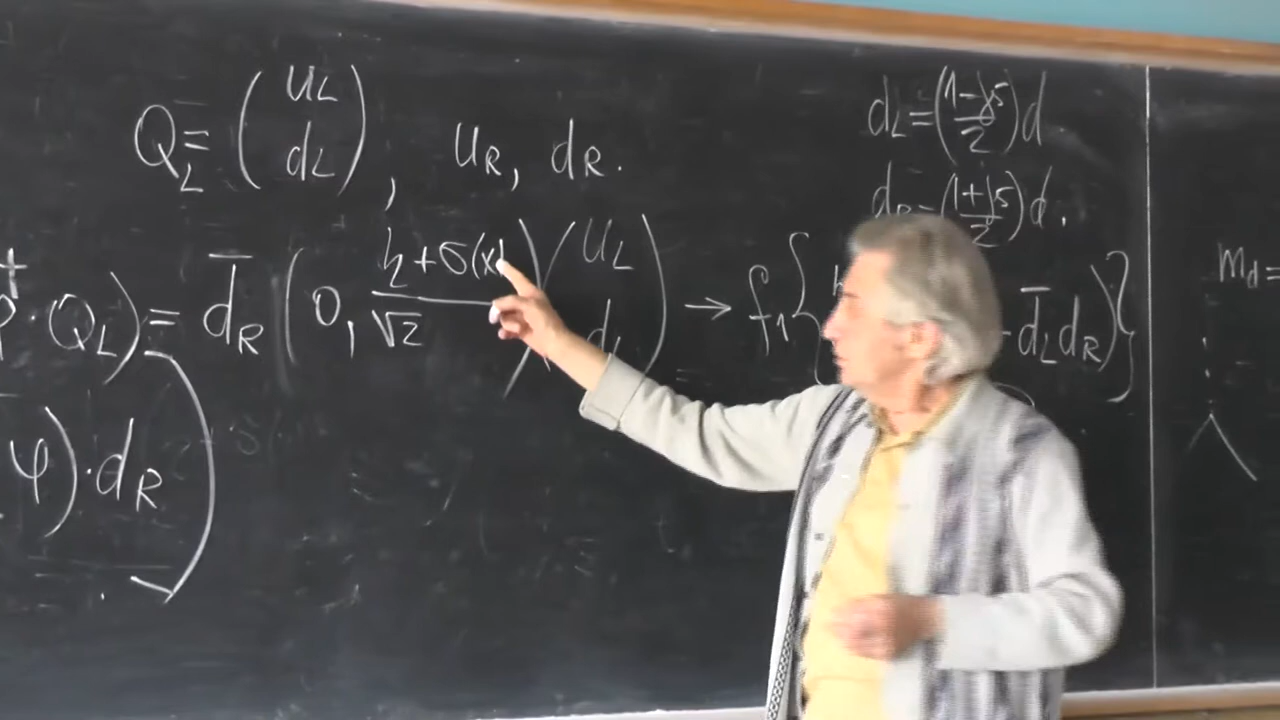 Q_L = ( u_L
d_L ) , u_R, d_R.
d_L = ( (1-γ5)/2 ) d
d_R = ( (1+γ5)/2 ) d.
· Q_L ) = d̄_R ( 0, (η + σ(x))/√2 ) ( u_L
d_L ) → f_1 { - d̄_L d_R ) }
m_d =
φ ) · d_R )